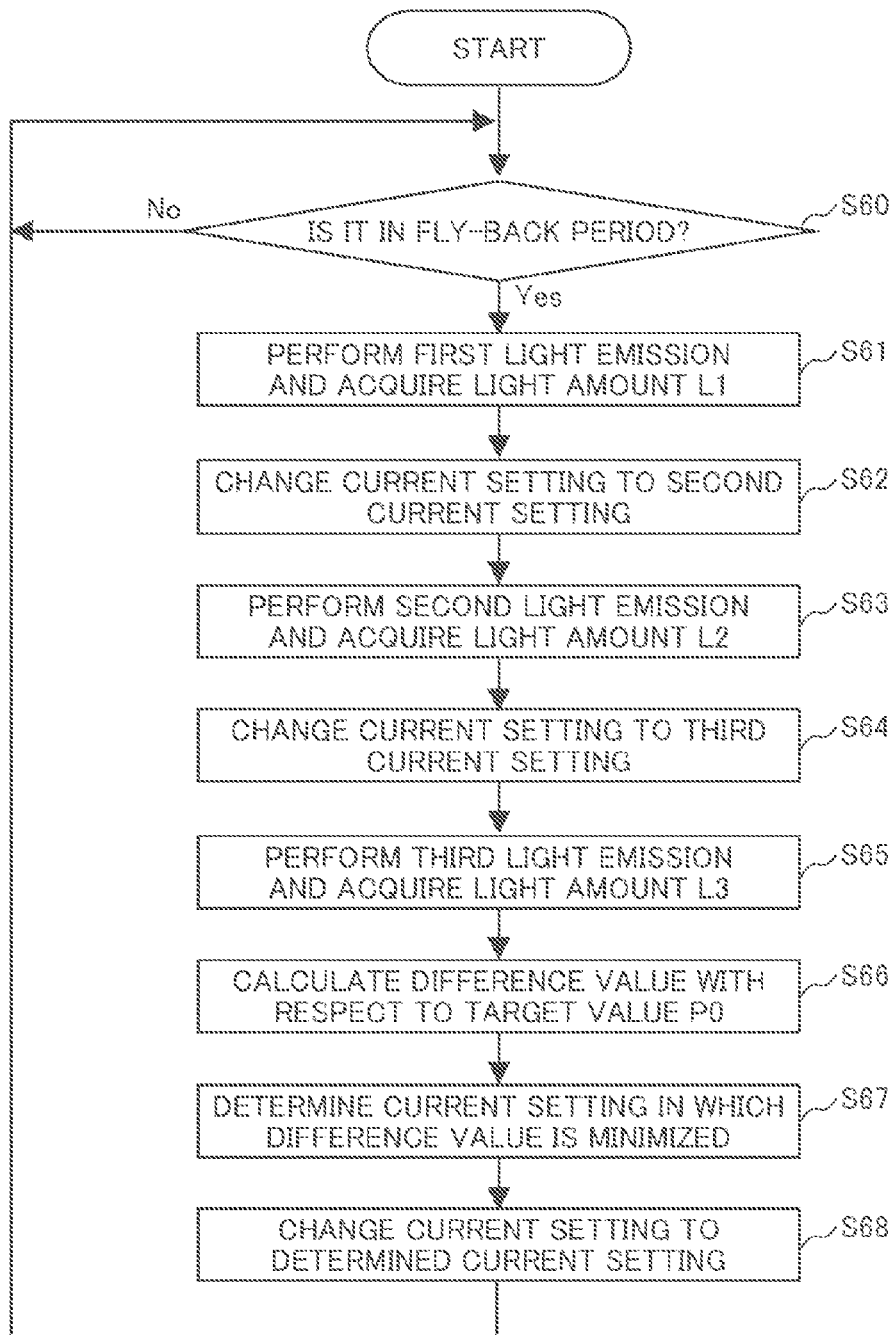 START
No
IS IT IN FLY-BACK PERIOD?
S60
Yes
PERFORM FIRST LIGHT EMISSION
AND ACQUIRE LIGHT AMOUNT L1
S61
CHANGE CURRENT SETTING TO SECOND
CURRENT SETTING
S62
PERFORM SECOND LIGHT EMISSION
AND ACQUIRE LIGHT AMOUNT L2
S63
CHANGE CURRENT SETTING TO THIRD
CURRENT SETTING
S64
PERFORM THIRD LIGHT EMISSION
AND ACQUIRE LIGHT AMOUNT L3
S65
CALCULATE DIFFERENCE VALUE WITH
RESPECT TO TARGET VALUE P0
S66
DETERMINE CURRENT SETTING IN WHICH
DIFFERENCE VALUE IS MINIMIZED
S67
CHANGE CURRENT SETTING TO
DETERMINED CURRENT SETTING
S68